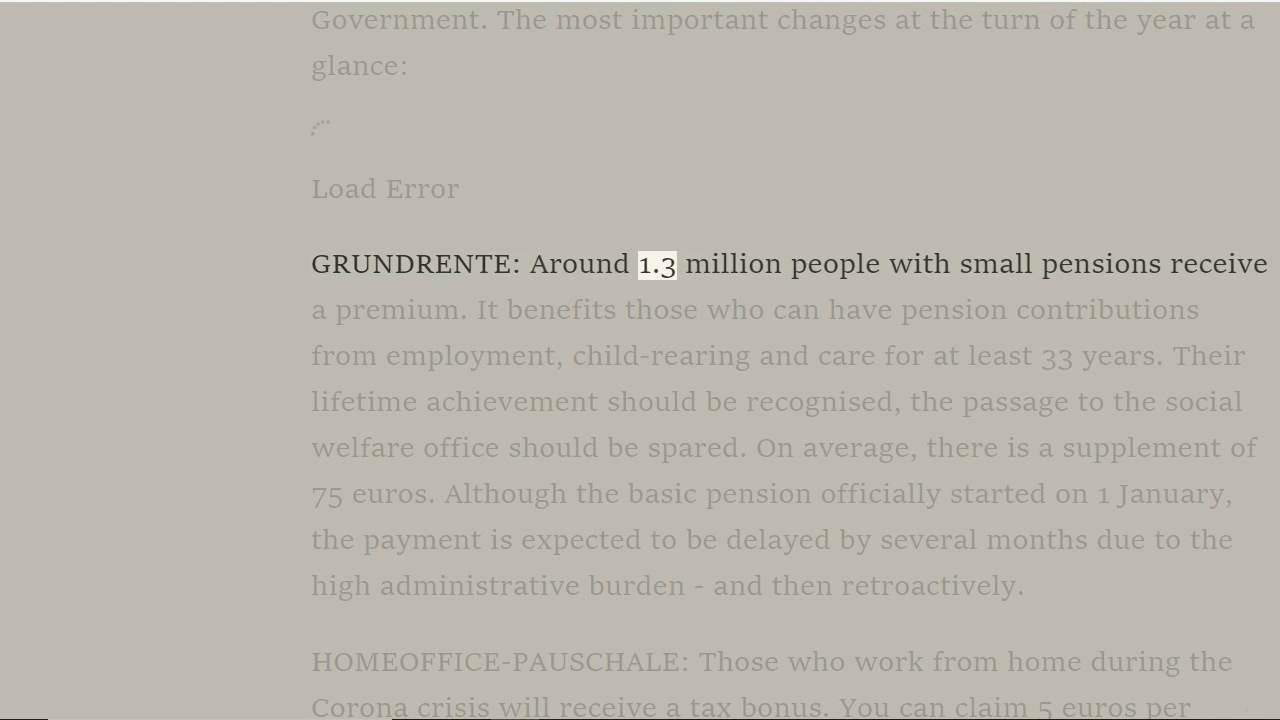 Government. The most important changes at the turn of the year at a
glance:
Load Error
GRUNDRENTE: Around 1.3 million people with small pensions receive
a premium. It benefits those who can have pension contributions
from employment, child-rearing and care for at least 33 years. Their
lifetime achievement should be recognised, the passage to the social
welfare office should be spared. On average, there is a supplement of
75 euros. Although the basic pension officially started on 1 January,
the payment is expected to be delayed by several months due to the
high administrative burden - and then retroactively.
HOMEOFFICE-PAUSCHALE: Those who work from home during the
Corona crisis will receive a tax bonus. You can claim 5 euros per